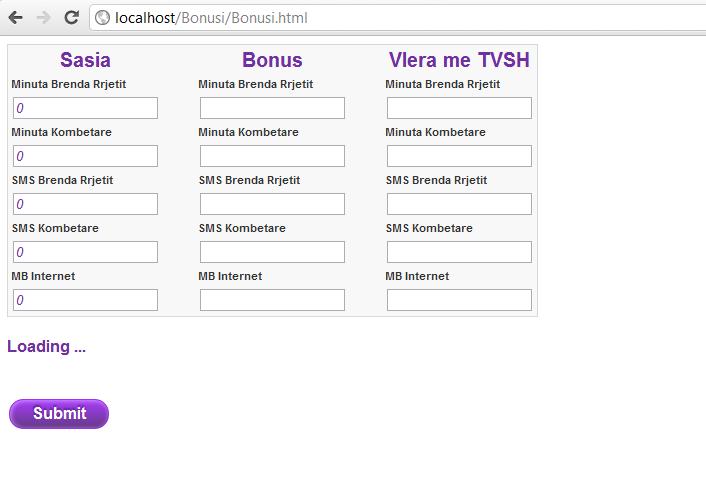 localhost/Bonusi/Bonusi.html
Sasia Bonus Vlera me TVSH
Minuta Brenda Rrjetit Minuta Brenda Rrjetit Minuta Brenda Rrjetit
0
Minuta Kombetare Minuta Kombetare Minuta Kombetare
0
SMS Brenda Rrjetit SMS Brenda Rrjetit SMS Brenda Rrjetit
0
SMS Kombetare SMS Kombetare SMS Kombetare
0
MB Internet MB Internet MB Internet
0
Loading ...
Submit